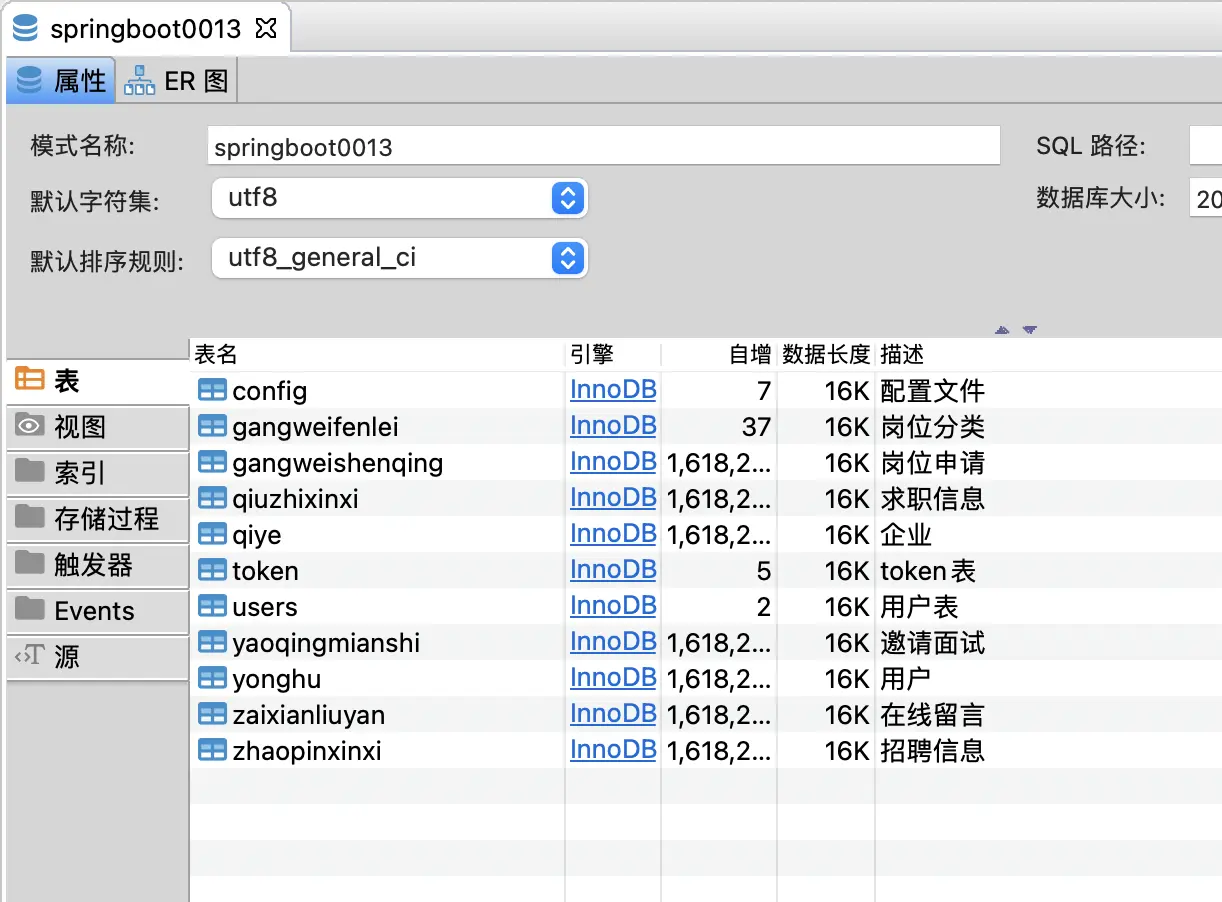 springboot0013
属性 ER 图
模式名称: springboot0013 SQL 路径:
默认字符集: utf8 数据库大小: 20
默认排序规则: utf8_general_ci
表
视图
索引
存储过程
触发器
Events
源
表名 引擎 自增 数据长度 描述
config InnoDB 7 16K 配置文件
gangweifenlei InnoDB 37 16K 岗位分类
gangweishenqing InnoDB 1,618,2... 16K 岗位申请
qiuzhixinxi InnoDB 1,618,2... 16K 求职信息
qiye InnoDB 1,618,2... 16K 企业
token InnoDB 5 16K token表
users InnoDB 2 16K 用户表
yaoqingmianshi InnoDB 1,618,2... 16K 邀请面试
yonghu InnoDB 1,618,2... 16K 用户
zaixianliuyan InnoDB 1,618,2... 16K 在线留言
zhaopinxinxi InnoDB 1,618,2... 16K 招聘信息